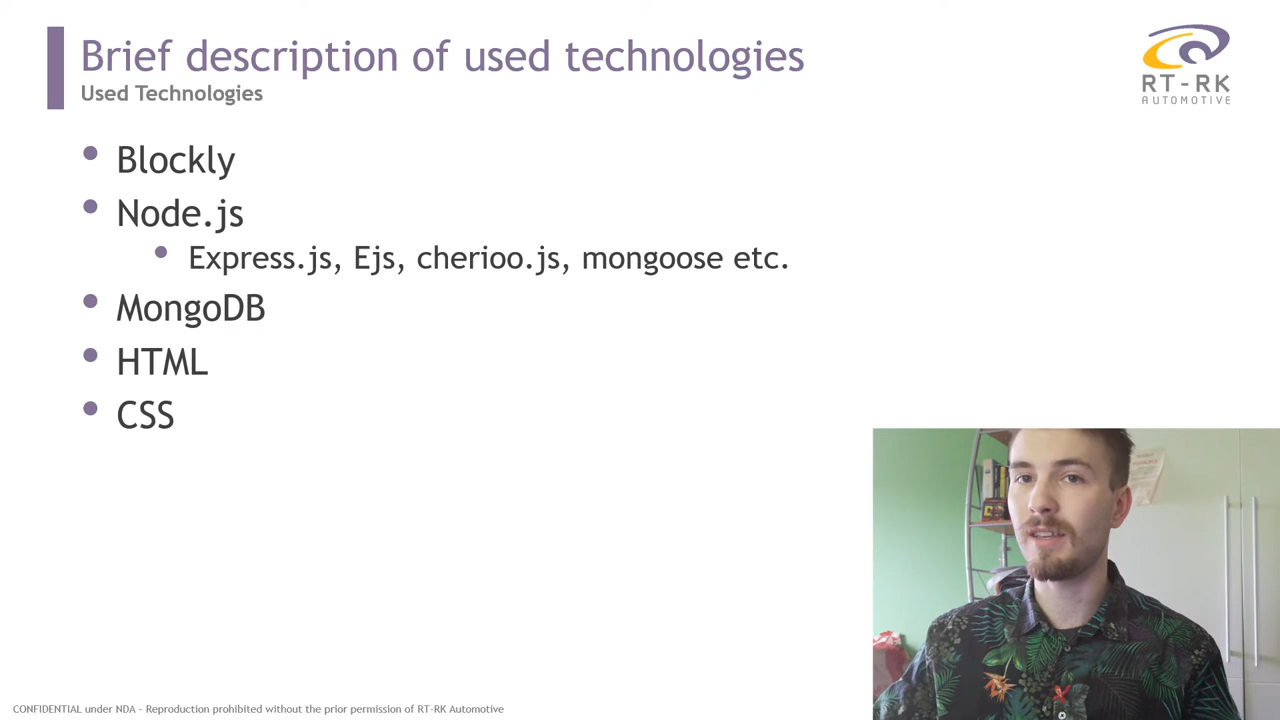 Brief description of used technologies
Used Technologies
RT-RK
AUTOMOTIVE
Blockly
Node.js
Express.js, Ejs, cherioo.js, mongoose etc.
MongoDB
HTML
CSS
CONFIDENTIAL under NDA – Reproduction prohibited without the prior permission of RT-RK Automotive